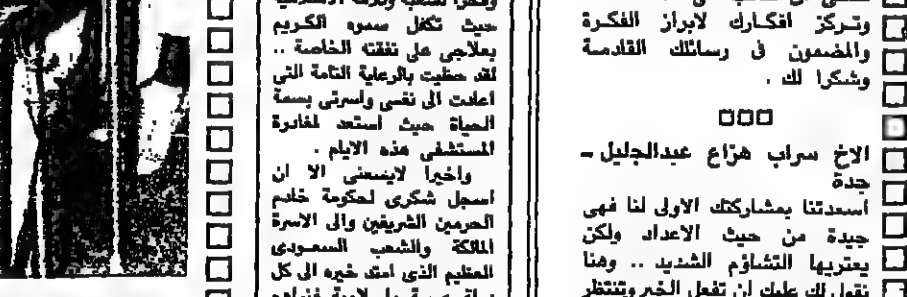 وتركز افكارك لابراز الفكرة
والمضمون فى رسائلك القادمة
وشكرا لك .
الاخ سراب هزاع عبدالجليل ـ
جدة
اسعدتنا بمشاركتك الاولى لنا فهى
جيدة من حيث الاعداد ولكن
يعتريها التشاؤم الشديد .. وهنا
نقول لك عليك ان تفعل الخير وتنتظر
حيث تكفل سموه الكريم
بعلاجى على نفقته الخاصة ..
لقد حظيت بالرعاية التامة التى
اعادت الى نفسى واسرتى بسمة
الحياة حيث استعد لمغادرة
المستشفى هذه الايام .
واخيرا لايسعنى الا ان
اسجل شكرى لحكومة خادم
الحرمين الشريفين والى الاسرة
المالكة والشعب السعودى
العظيم الذى امتد خيره الى كل